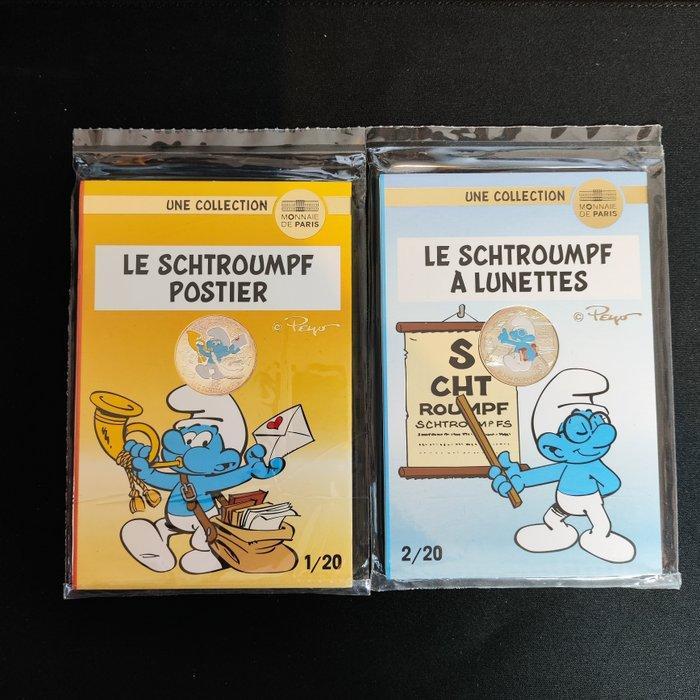 UNE COLLECTION
MONNAIE
DE PARIS
LE SCHTROUMPF
POSTIER
© Peyo
1/20
UNE COLLECTION
MONNAIE
DE PARIS
LE SCHTROUMPF
À LUNETTES
© Peyo
S
CHT
ROUMPF
SCHTROUMPFS
2/20